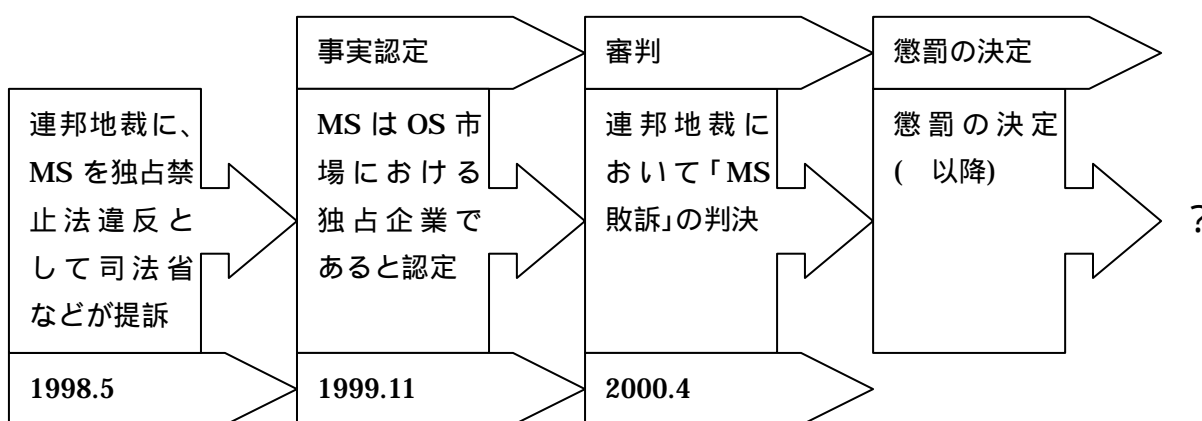 事実認定
審判
懲罰の決定
連邦地裁に、
MSを独占禁
止法違反と
して司法省
などが提訴
MSはOS市
場における
独占企業で
あると認定
連邦地裁に
おいて「MS
敗訴」の判決
懲罰の決定
( 以降)
?
1998.5
1999.11
2000.4